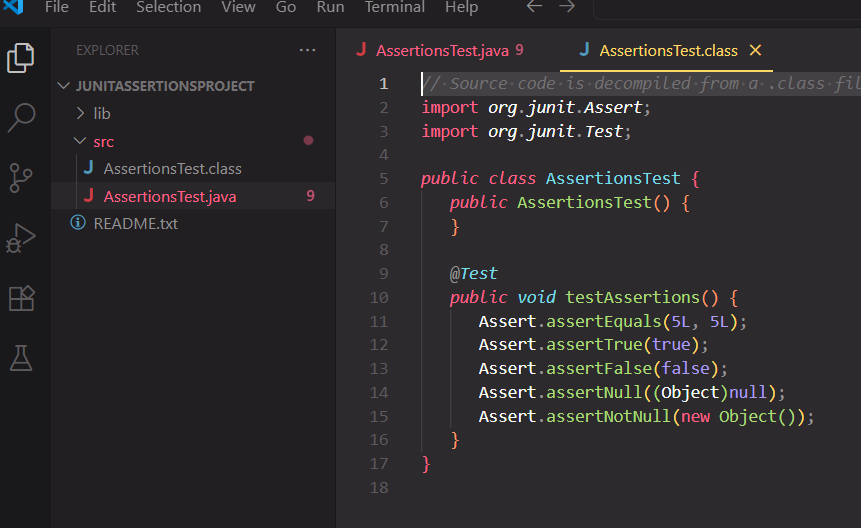 File Edit Selection View Go Run Terminal Help
EXPLORER
JUNITASSERTIONSPROJECT
lib
src
AssertionsTest.class
AssertionsTest.java 9
README.txt
AssertionsTest.java 9 AssertionsTest.class
1 // Source code is decompiled from a .class fil
2 import org.junit.Assert;
3 import org.junit.Test;
4
5 public class AssertionsTest {
6 public AssertionsTest() {
7 }
8
9 @Test
10 public void testAssertions() {
11 Assert.assertEquals(5L, 5L);
12 Assert.assertTrue(true);
13 Assert.assertFalse(false);
14 Assert.assertNull((Object)null);
15 Assert.assertNotNull(new Object());
16 }
17 }
18